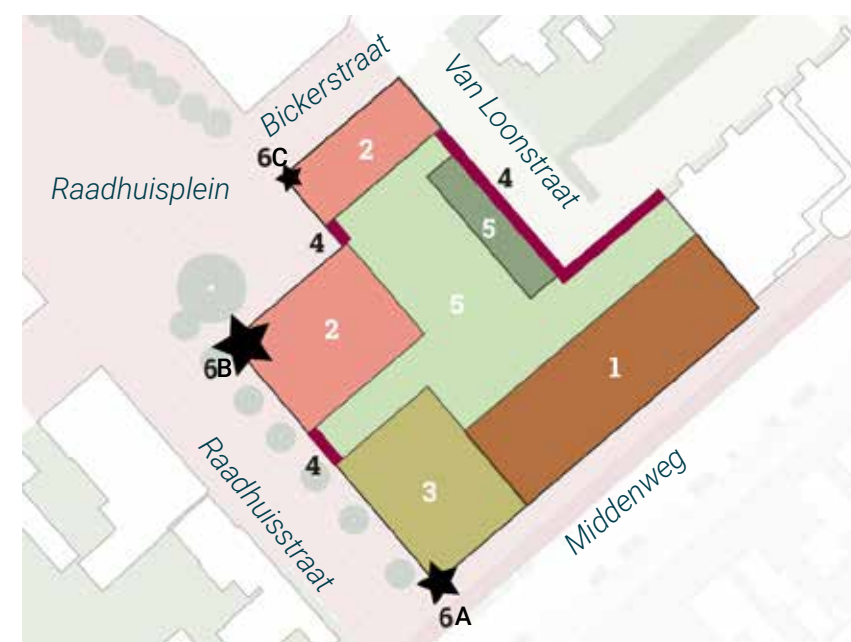 Bickerstraat
Van Loonstraat
2
6C
4
Raadhuisplein
5
4
5
2
6B
1
4
3
Raadhuisstraat
Middenweg
6A